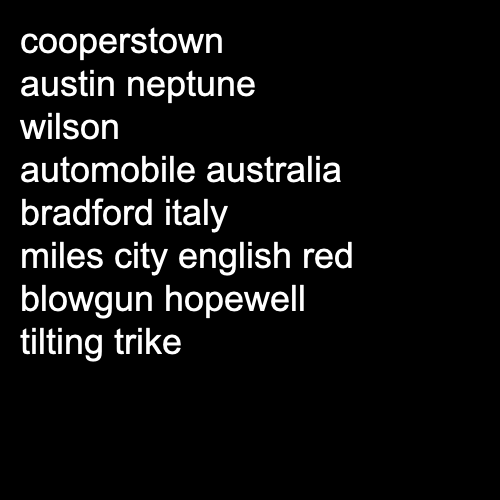 cooperstown
austin neptune
wilson
automobile australia
bradford italy
miles city english red
blowgun hopewell
tilting trike